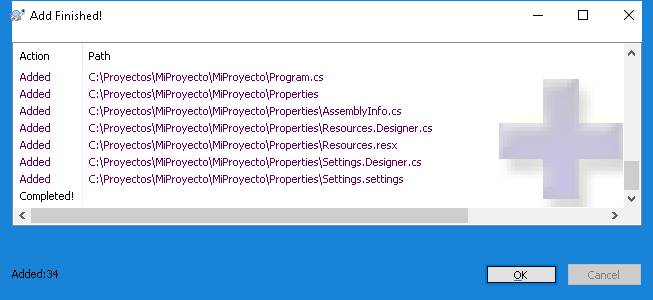 Add Finished!
Action Path
Added C:\Proyectos\MiProyecto\MiProyecto\Program.cs
Added C:\Proyectos\MiProyecto\MiProyecto\Properties
Added C:\Proyectos\MiProyecto\MiProyecto\Properties\AssemblyInfo.cs
Added C:\Proyectos\MiProyecto\MiProyecto\Properties\Resources.Designer.cs
Added C:\Proyectos\MiProyecto\MiProyecto\Properties\Resources.resx
Added C:\Proyectos\MiProyecto\MiProyecto\Properties\Settings.Designer.cs
Added C:\Proyectos\MiProyecto\MiProyecto\Properties\Settings.settings
Completed!
Added:34 OK Cancel